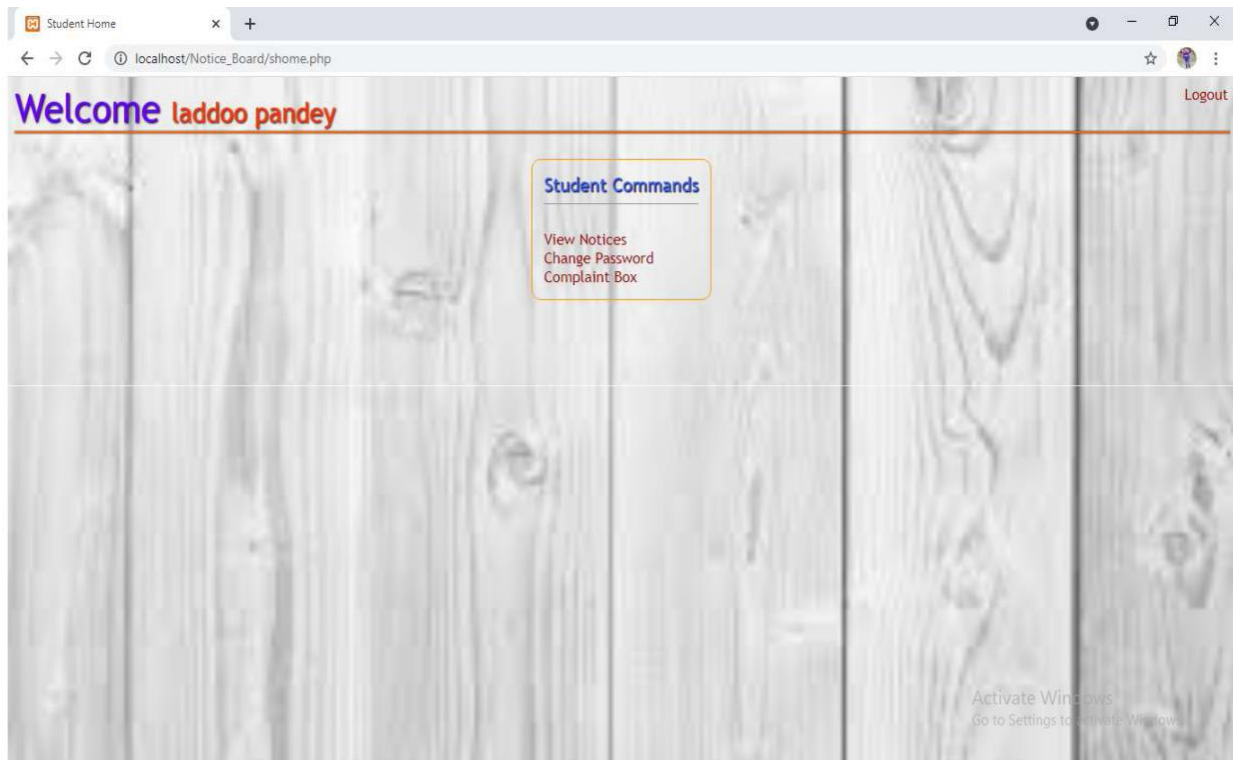 Student Home
localhost/Notice_Board/shome.php
Welcome laddoo pandey
Logout
Student Commands
View Notices
Change Password
Complaint Box
Activate Windows
Go to Settings to activate Windows.